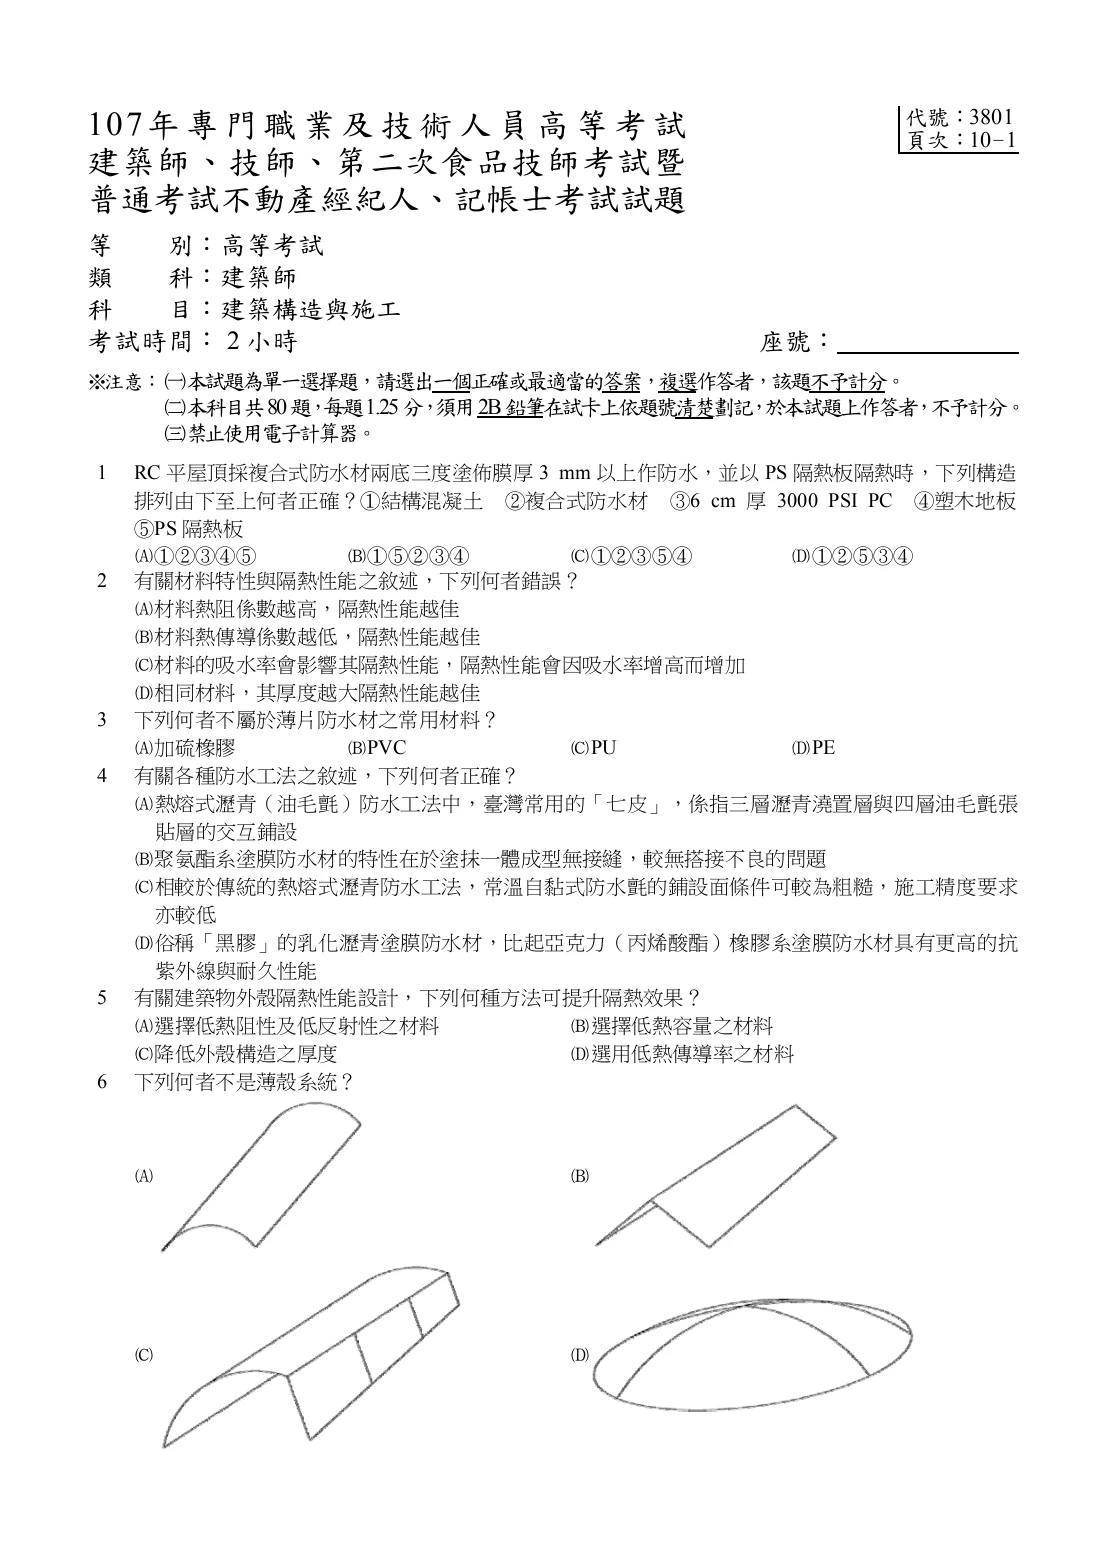 107年專門職業及技術人員高等考試
建築師、技師、第二次食品技師考試暨
普通考試不動產經紀人、記帳士考試試題
代號：3801
頁次：10－1
等　　別：高等考試
類　　科：建築師
科　　目：建築構造與施工
考試時間：2小時
座號：
※注意：㈠本試題為單一選擇題，請選出一個正確或最適當的答案，複選作答者，該題不予計分。
㈡本科目共80題，每題1.25分，須用2B鉛筆在試卡上依題號清楚劃記，於本試題上作答者，不予計分。
㈢禁止使用電子計算器。
1 RC平屋頂採複合式防水材兩底三度塗佈膜厚3 mm以上作防水，並以PS隔熱板隔熱時，下列構造
排列由下至上何者正確？①結構混凝土　②複合式防水材　③6 cm厚3000 PSI PC　④塑木地板
⑤PS隔熱板
(A)①②③④⑤ (B)①⑤②③④ (C)①②③⑤④ (D)①②⑤③④
2 有關材料特性與隔熱性能之敘述，下列何者錯誤？
(A)材料熱阻係數越高，隔熱性能越佳
(B)材料熱傳導係數越低，隔熱性能越佳
(C)材料的吸水率會影響其隔熱性能，隔熱性能會因吸水率增高而增加
(D)相同材料，其厚度越大隔熱性能越佳
3 下列何者不屬於薄片防水材之常用材料？
(A)加硫橡膠 (B)PVC (C)PU (D)PE
4 有關各種防水工法之敘述，下列何者正確？
(A)熱熔式瀝青（油毛氈）防水工法中，臺灣常用的「七皮」，係指三層瀝青澆置層與四層油毛氈張
貼層的交互鋪設
(B)聚氨酯系塗膜防水材的特性在於塗抹一體成型無接縫，較無搭接不良的問題
(C)相較於傳統的熱熔式瀝青防水工法，常溫自黏式防水氈的鋪設面條件可較為粗糙，施工精度要求
亦較低
(D)俗稱「黑膠」的乳化瀝青塗膜防水材，比起亞克力（丙烯酸酯）橡膠系塗膜防水材具有更高的抗
紫外線與耐久性能
5 有關建築物外殼隔熱性能設計，下列何種方法可提升隔熱效果？
(A)選擇低熱阻性及低反射性之材料 (B)選擇低熱容量之材料
(C)降低外殼構造之厚度 (D)選用低熱傳導率之材料
6 下列何者不是薄殼系統？
(A) (B)
(C) (D)